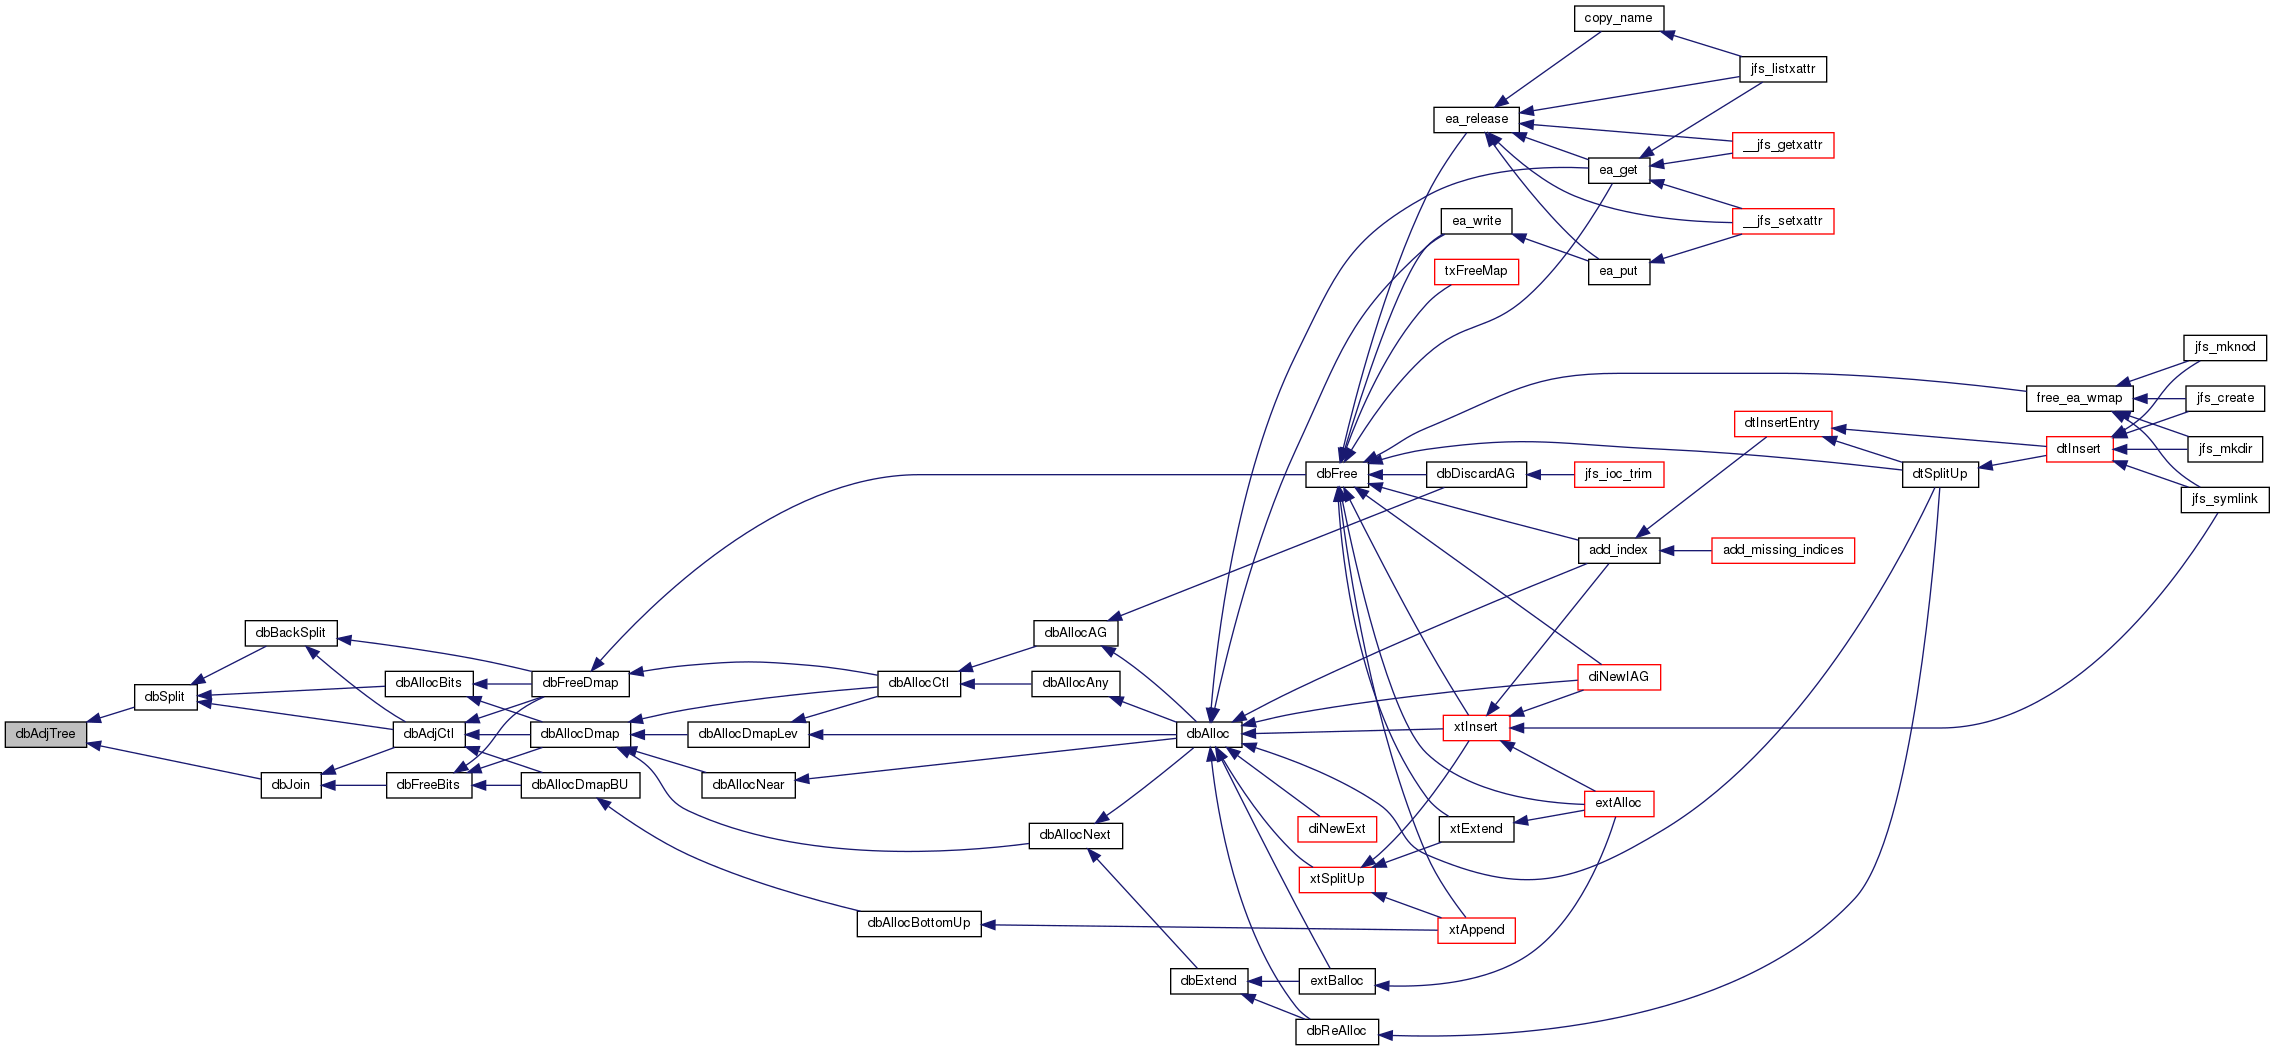 copy_name
jfs_listxattr
ea_release
__jfs_getxattr
ea_get
ea_write
__jfs_setxattr
txFreeMap
ea_put
jfs_mknod
free_ea_wmap
jfs_create
dtInsertEntry
dtInsert
jfs_mkdir
dbFree
dbDiscardAG
jfs_ioc_trim
dtSplitUp
jfs_symlink
add_index
add_missing_indices
dbBackSplit
dbAllocAG
dbSplit
dbAllocBits
dbFreeDmap
dbAllocCtl
dbAllocAny
diNewIAG
dbAdjTree
dbAdjCtl
dbAllocDmap
dbAllocDmapLev
dbAlloc
xtInsert
dbJoin
dbFreeBits
dbAllocDmapBU
dbAllocNear
extAlloc
dbAllocNext
diNewExt
xtExtend
xtSplitUp
dbAllocBottomUp
xtAppend
dbExtend
extBalloc
dbReAlloc